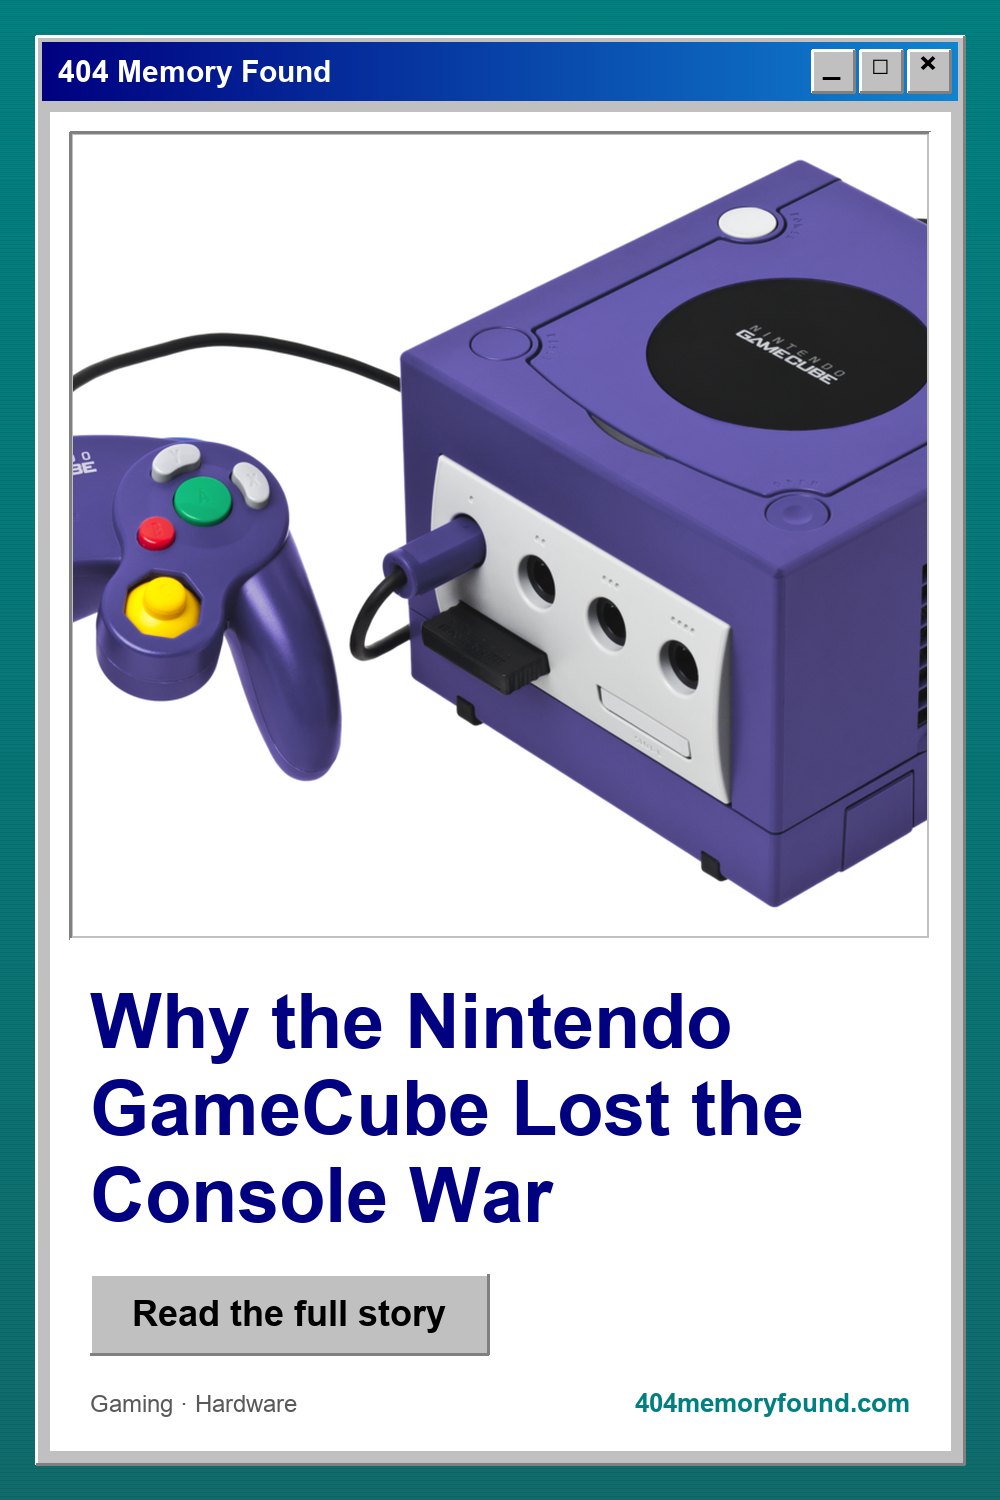 404 Memory Found
NINTENDO
GAMECUBE
Y
X
A
B
Why the Nintendo
GameCube Lost the
Console War
Read the full story
Gaming · Hardware
404memoryfound.com